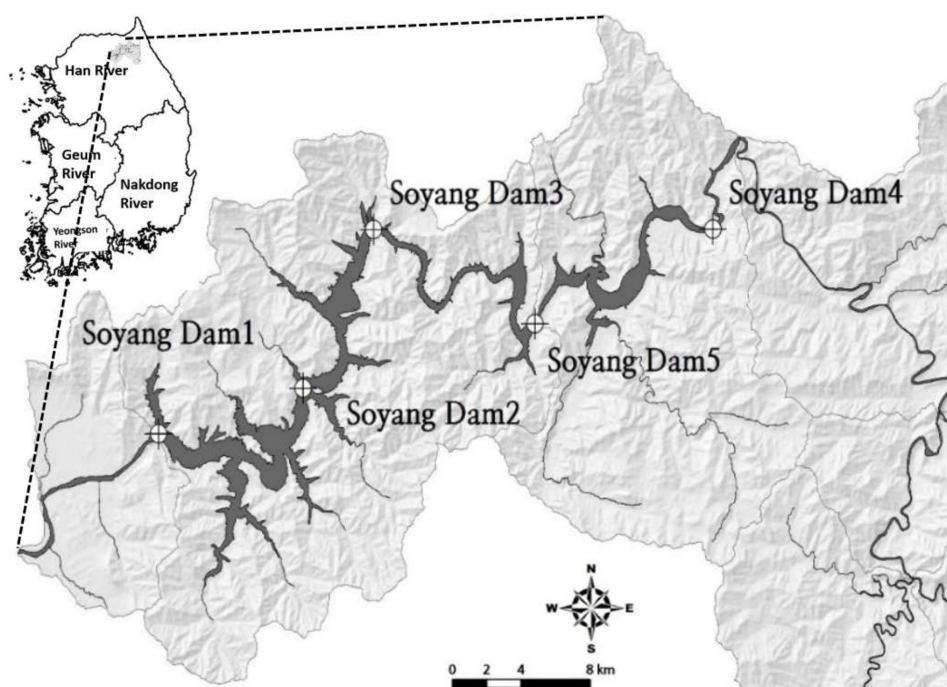 Han River
Geum
River
Nakdong
River
Yeongson
River
Soyang Dam3
Soyang Dam4
Soyang Dam1
Soyang Dam5
Soyang Dam2
N
W E
S
0 2 4 8 km